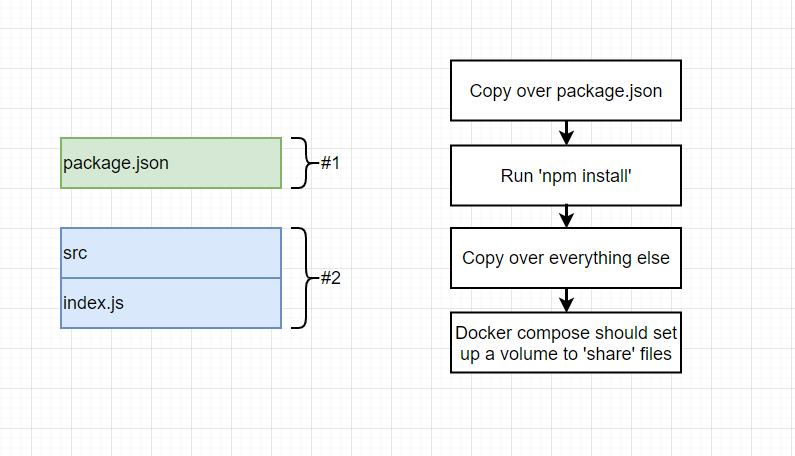 package.json
#1
src
index.js
#2
Copy over package.json
Run 'npm install'
Copy over everything else
Docker compose should set
up a volume to 'share' files